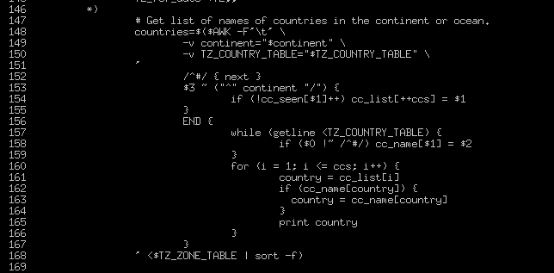 146 *)
147 # Get list of names of countries in the continent or ocean.
148 countries=$($AWK -F'\t' \
149 -v continent="$continent" \
150 -v TZ_COUNTRY_TABLE="$TZ_COUNTRY_TABLE" \
151 '
152 /^#/ { next }
153 $3 ~ ("^" continent "/") {
154 if (!cc_seen[$1]++) cc_list[++ccs] = $1
155 }
156 END {
157 while (getline <TZ_COUNTRY_TABLE) {
158 if ($0 !~ /^#/) cc_name[$1] = $2
159 }
160 for (i = 1; i <= ccs; i++) {
161 country = cc_list[i]
162 if (cc_name[country]) {
163 country = cc_name[country]
164 }
165 print country
166 }
167 }
168 ' <$TZ_ZONE_TABLE | sort -f)
169